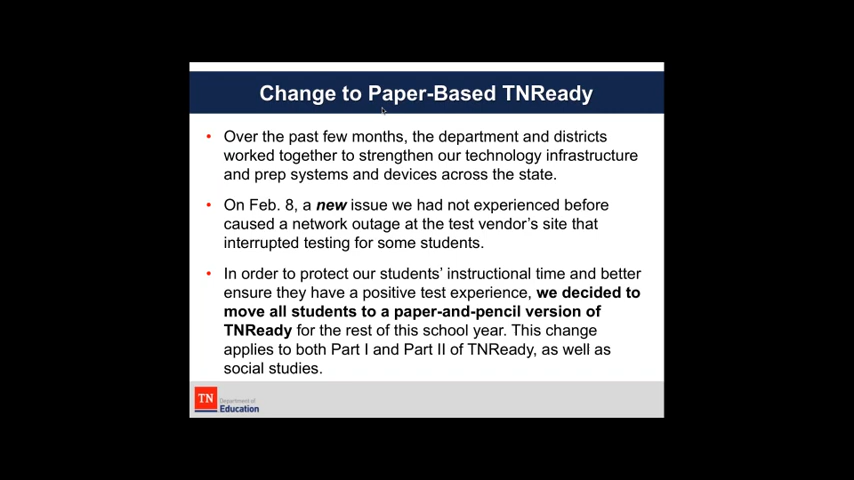 Change to Paper-Based TNReady
• Over the past few months, the department and districts
worked together to strengthen our technology infrastructure
and prep systems and devices across the state.
• On Feb. 8, a new issue we had not experienced before
caused a network outage at the test vendor's site that
interrupted testing for some students.
• In order to protect our students' instructional time and better
ensure they have a positive test experience, we decided to
move all students to a paper-and-pencil version of
TNReady for the rest of this school year. This change
applies to both Part I and Part II of TNReady, as well as
social studies.
TN
Department of
Education